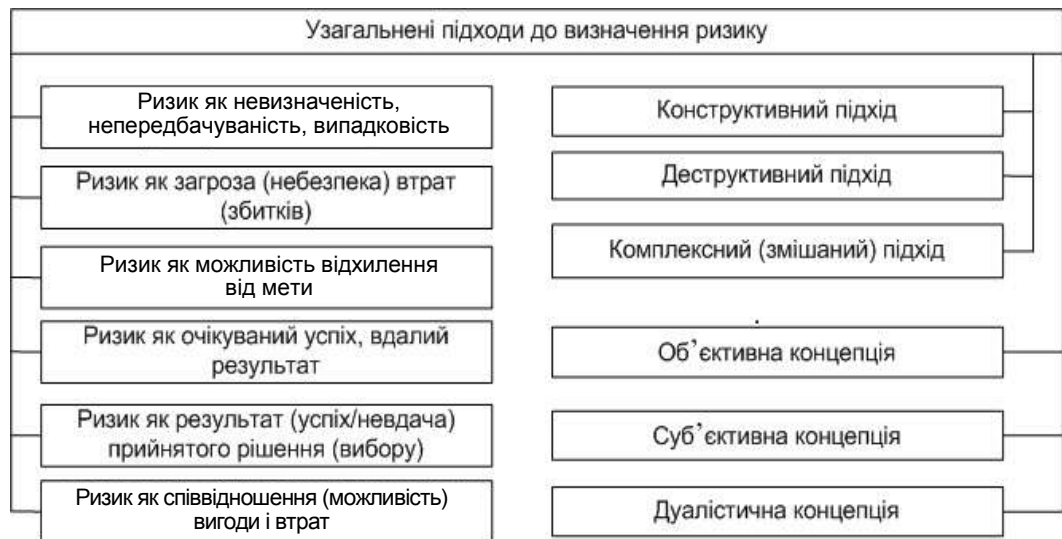 Узагальнені підходи до визначення ризику
Ризик як невизначеність,
непередбачуваність, випадковість
Ризик як загроза (небезпека) втрат
(збитків)
Ризик як можливість відхилення
від мети
Ризик як очікуваний успіх, вдалий
результат
Ризик як результат (успіх/невдача)
прийнятого рішення (вибору)
Ризик як співвідношення (можливість)
вигоди і втрат
Конструктивний підхід
Деструктивний підхід
Комплексний (змішаний) підхід
Об’єктивна концепція
Суб’єктивна концепція
Дуалістична концепція